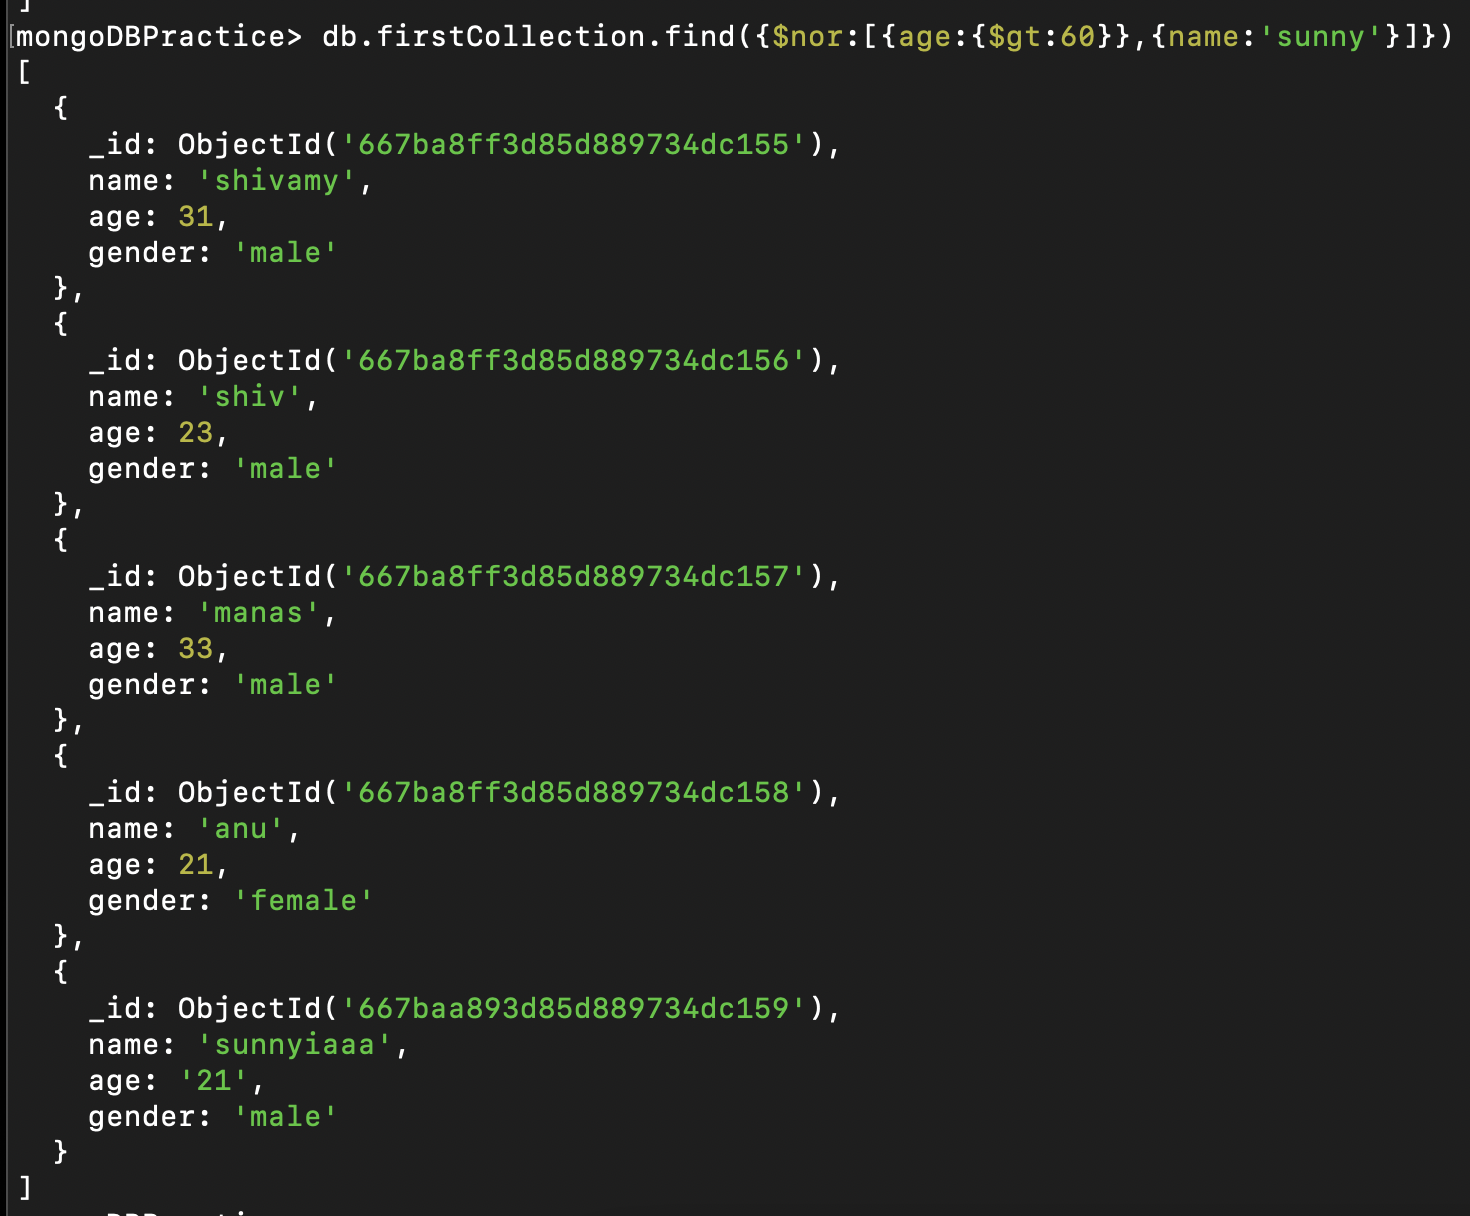 ]
[mongoDBPractice> db.firstCollection.find({$nor:[{age:{$gt:60}},{name:'sunny'}]})
[
  {
    _id: ObjectId('667ba8ff3d85d889734dc155'),
    name: 'shivamy',
    age: 31,
    gender: 'male'
  },
  {
    _id: ObjectId('667ba8ff3d85d889734dc156'),
    name: 'shiv',
    age: 23,
    gender: 'male'
  },
  {
    _id: ObjectId('667ba8ff3d85d889734dc157'),
    name: 'manas',
    age: 33,
    gender: 'male'
  },
  {
    _id: ObjectId('667ba8ff3d85d889734dc158'),
    name: 'anu',
    age: 21,
    gender: 'female'
  },
  {
    _id: ObjectId('667baa893d85d889734dc159'),
    name: 'sunnyiaaa',
    age: '21',
    gender: 'male'
  }
]